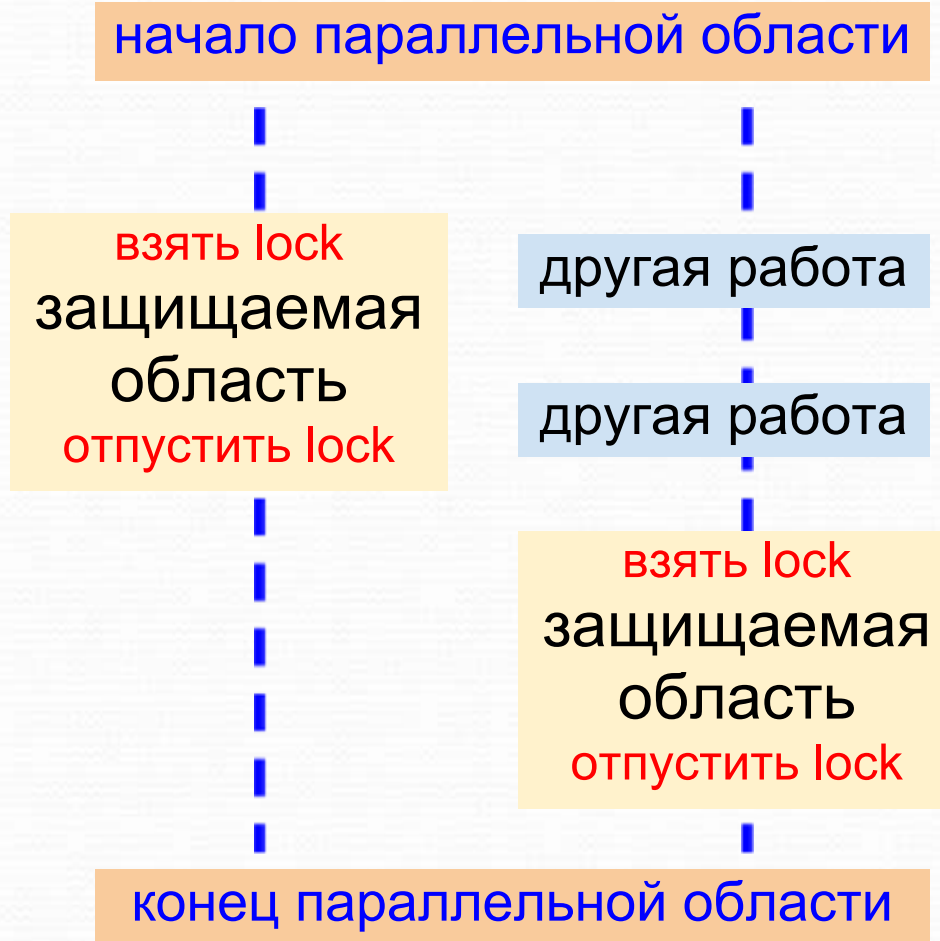 начало параллельной области
взять lock
защищаемая
область
отпустить lock
другая работа
другая работа
взять lock
защищаемая
область
отпустить lock
конец параллельной области